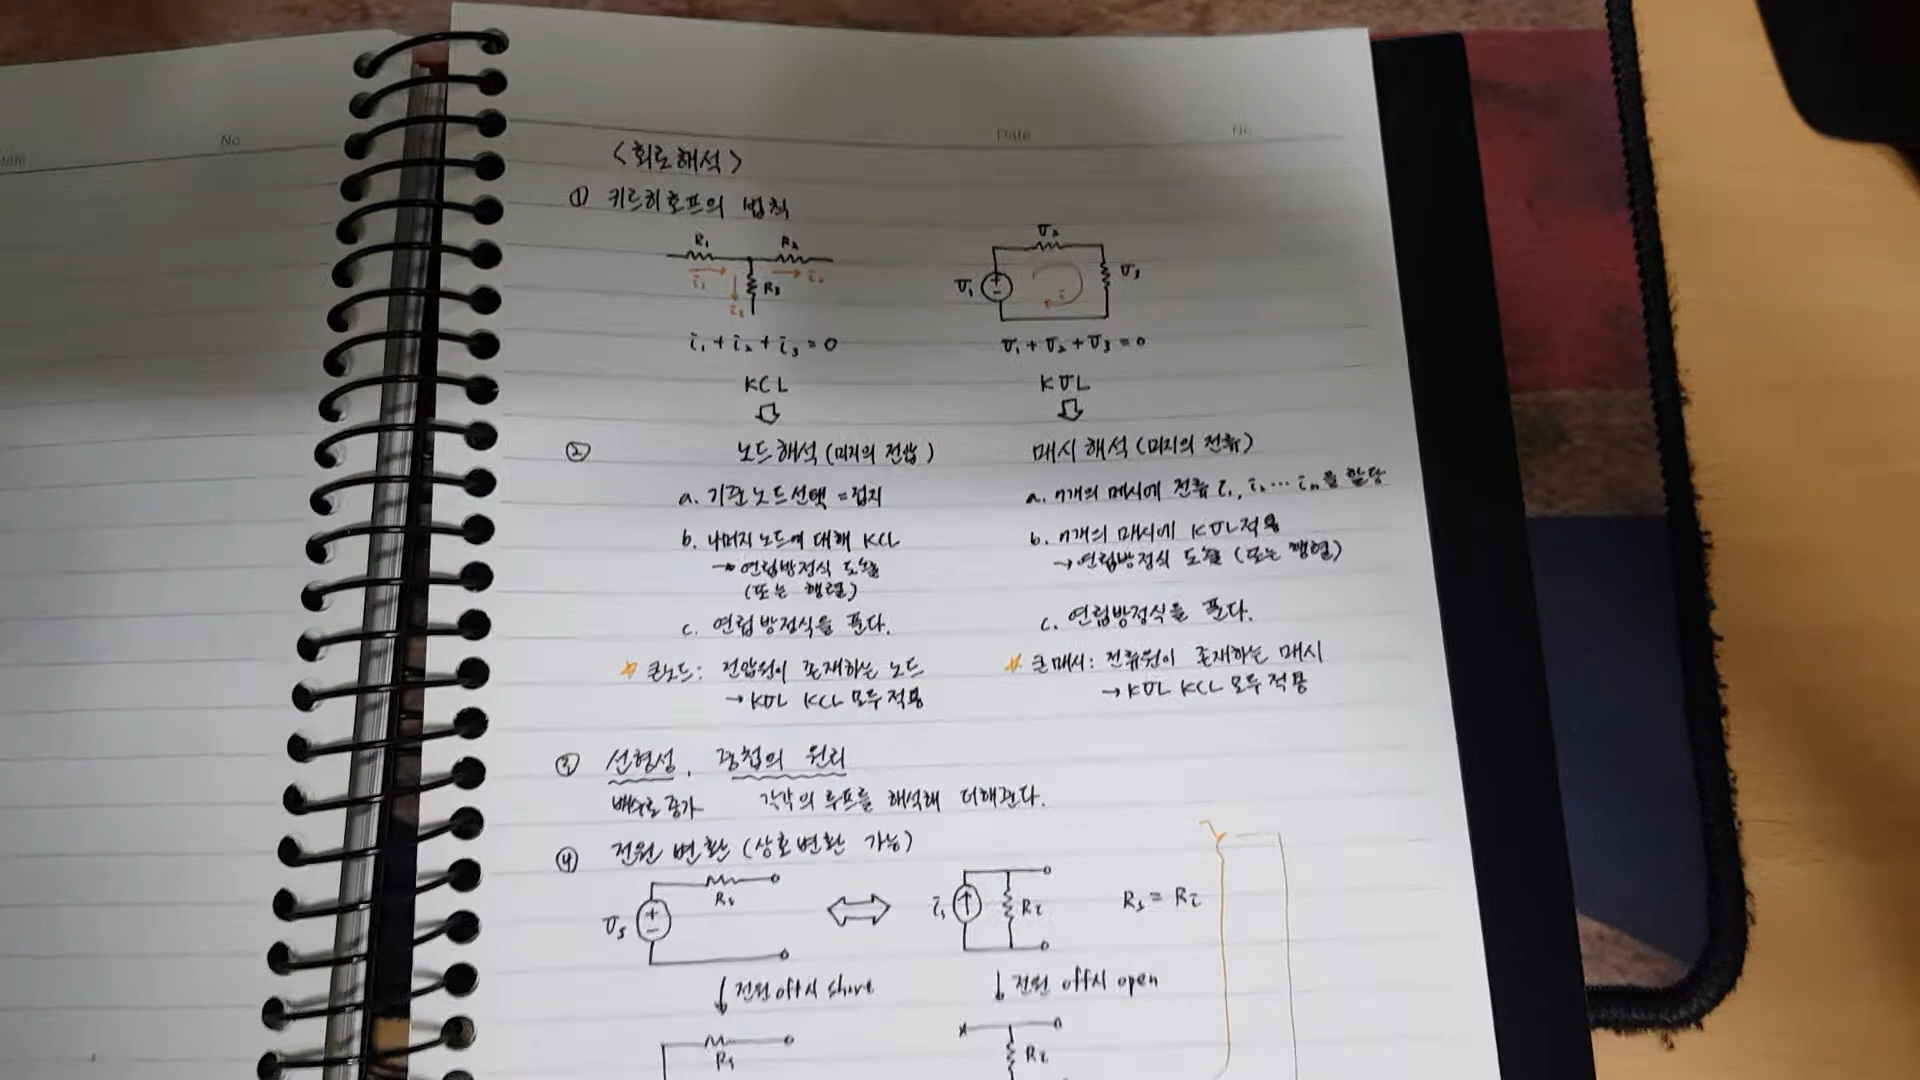 Date No
No
Date
<회로해석>
① 키르히호프의 법칙
R₁ R₂
i₁ i₂
R₃
i₃
i₁ + i₂ + i₃ = 0
KCL
v₂
v₁ v₃
i
v₁ + v₂ + v₃ = 0
KVL
② 노드해석 (미지의 전압)
a. 기준노드선택 = 접지
b. 나머지 노드에 대해 KCL
→ 연립방정식 도출
(또는 행렬)
c. 연립방정식을 푼다.
* 큰노드: 전압원이 존재하는 노드
→ KVL KCL 모두 적용
매시 해석 (미지의 전류)
a. n개의 메시에 전류 i₁, i₂ ⋯ iₙ을 할당
b. n개의 매시에 KVL적용
→ 연립방정식 도출 (또는 행렬)
c. 연립방정식을 푼다.
* 큰매시: 전류원이 존재하는 매시
→ KVL KCL 모두 적용
③ 선형성, 중첩의 원리
배수로 증가 각각의 루프를 해석해 더해준다.
④ 전원 변환 (상호변환 가능)
Rₛ
vₛ
iₛ Rᵢ
Rₛ = Rᵢ
↓ 전원 off시 short
↓ 전원 off시 open
Rₛ
Rᵢ